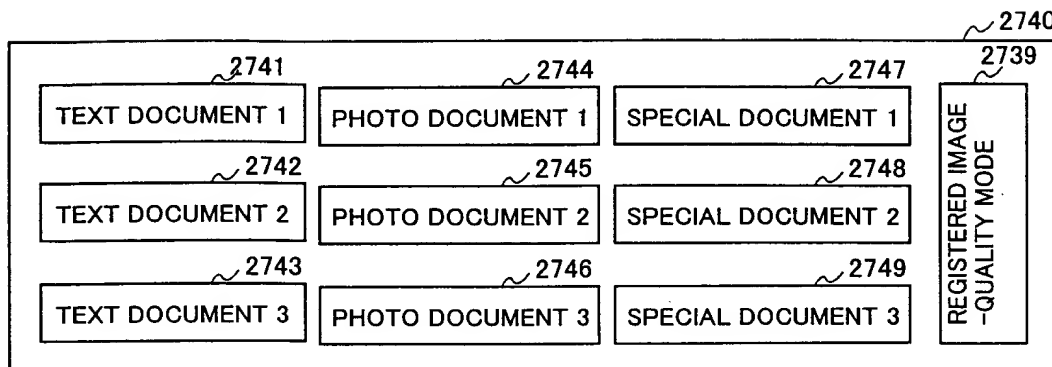 2740
2741
2744
2747
2739
TEXT DOCUMENT 1
PHOTO DOCUMENT 1
SPECIAL DOCUMENT 1
2742
2745
2748
TEXT DOCUMENT 2
PHOTO DOCUMENT 2
SPECIAL DOCUMENT 2
2743
2746
2749
TEXT DOCUMENT 3
PHOTO DOCUMENT 3
SPECIAL DOCUMENT 3
REGISTERED IMAGE
-QUALITY MODE